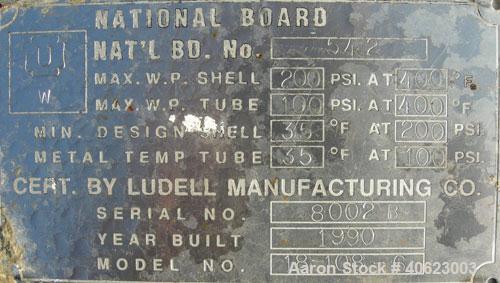 NATIONAL BOARD
U
W
NAT'L BD. No. 542
MAX. W.P. SHELL 200 PSI. AT 400 °F
MAX. W.P. TUBE 100 PSI. AT 400 °F
MIN. DESIGN SHELL 35 °F AT 200 PSI.
METAL TEMP TUBE 35 °F AT 100 PSI.
CERT. BY LUDELL MANUFACTURING CO.
SERIAL NO. 8002 B
YEAR BUILT 1990
MODEL NO. 18-108
Aaron Stock # 40623003